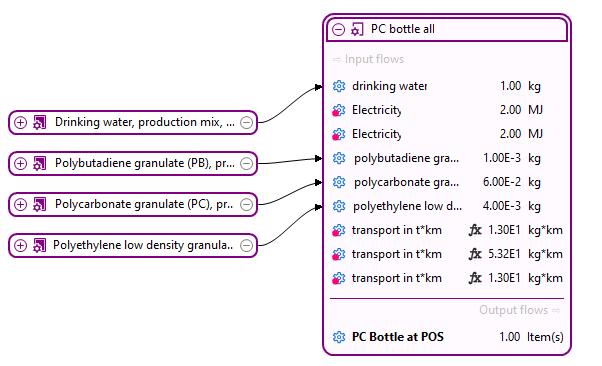 PC bottle all
Input flows
drinking water 1.00 kg
Electricity 2.00 MJ
Electricity 2.00 MJ
polybutadiene gra... 1.00E-3 kg
polycarbonate gra... 6.00E-2 kg
polyethylene low d... 4.00E-3 kg
transport in t*km fx 1.30E1 kg*km
transport in t*km fx 5.32E1 kg*km
transport in t*km fx 1.30E1 kg*km
Output flows
PC Bottle at POS 1.00 Item(s)
Drinking water, production mix, ...
Polybutadiene granulate (PB), pr...
Polycarbonate granulate (PC), pr...
Polyethylene low density granula...